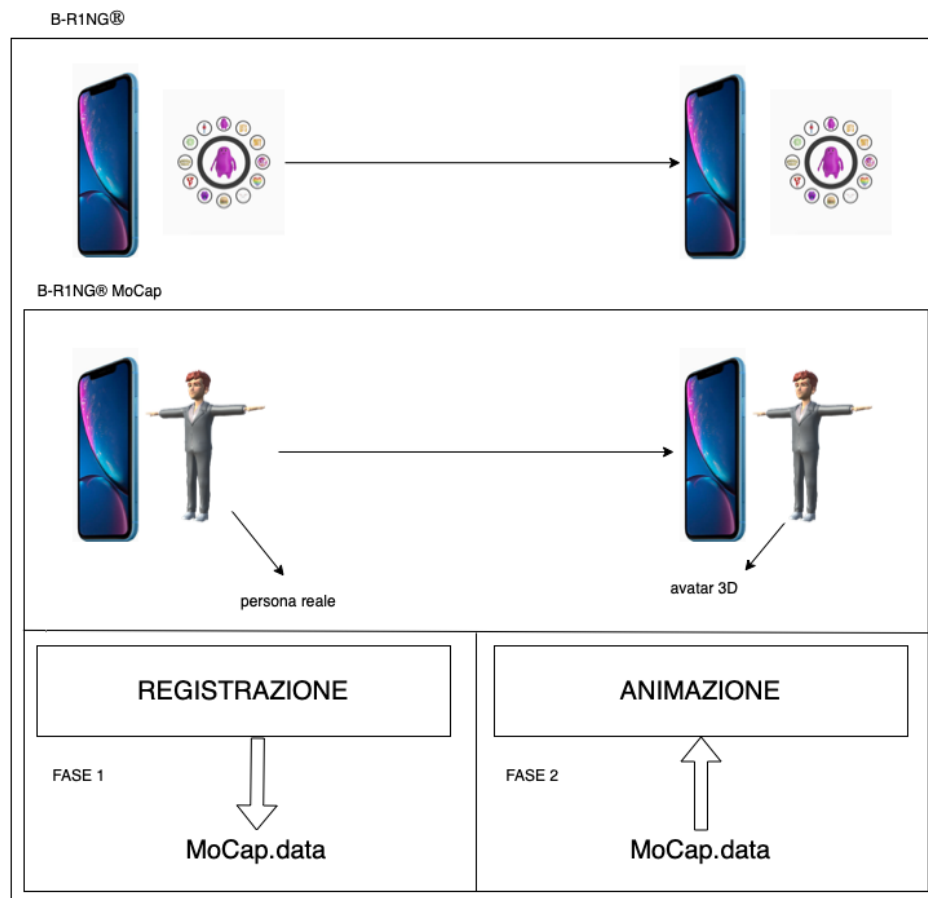 B-R1NG®
B-R1NG® MoCap
persona reale
avatar 3D
REGISTRAZIONE
ANIMAZIONE
FASE 1
FASE 2
MoCap.data
MoCap.data